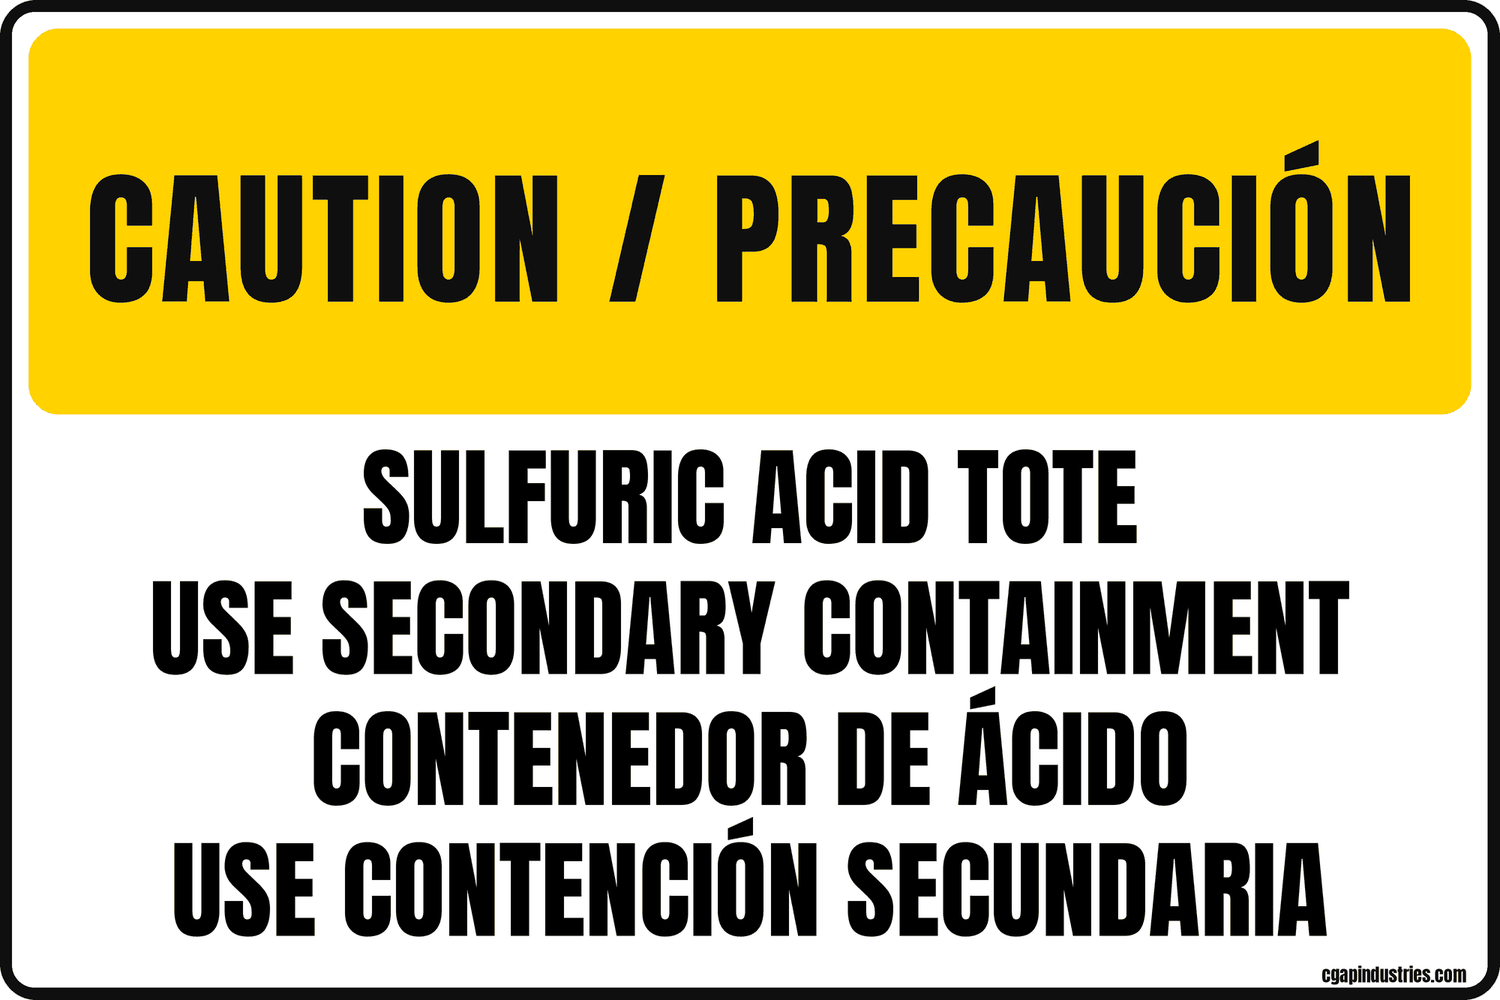 CAUTION / PRECAUCIÓN
SULFURIC ACID TOTE
USE SECONDARY CONTAINMENT
CONTENEDOR DE ÁCIDO
USE CONTENCIÓN SECUNDARIA
cgapindustries.com